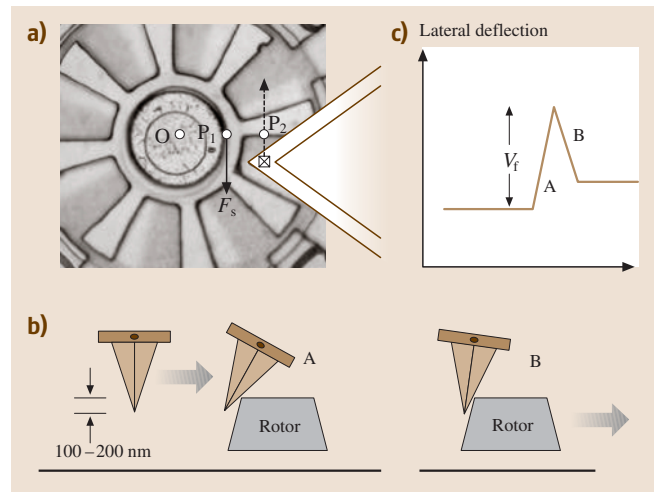 a)
O
P1
P2
Fs
c)
Lateral deflection
Vf
A
B
b)
A
Rotor
100–200 nm
B
Rotor